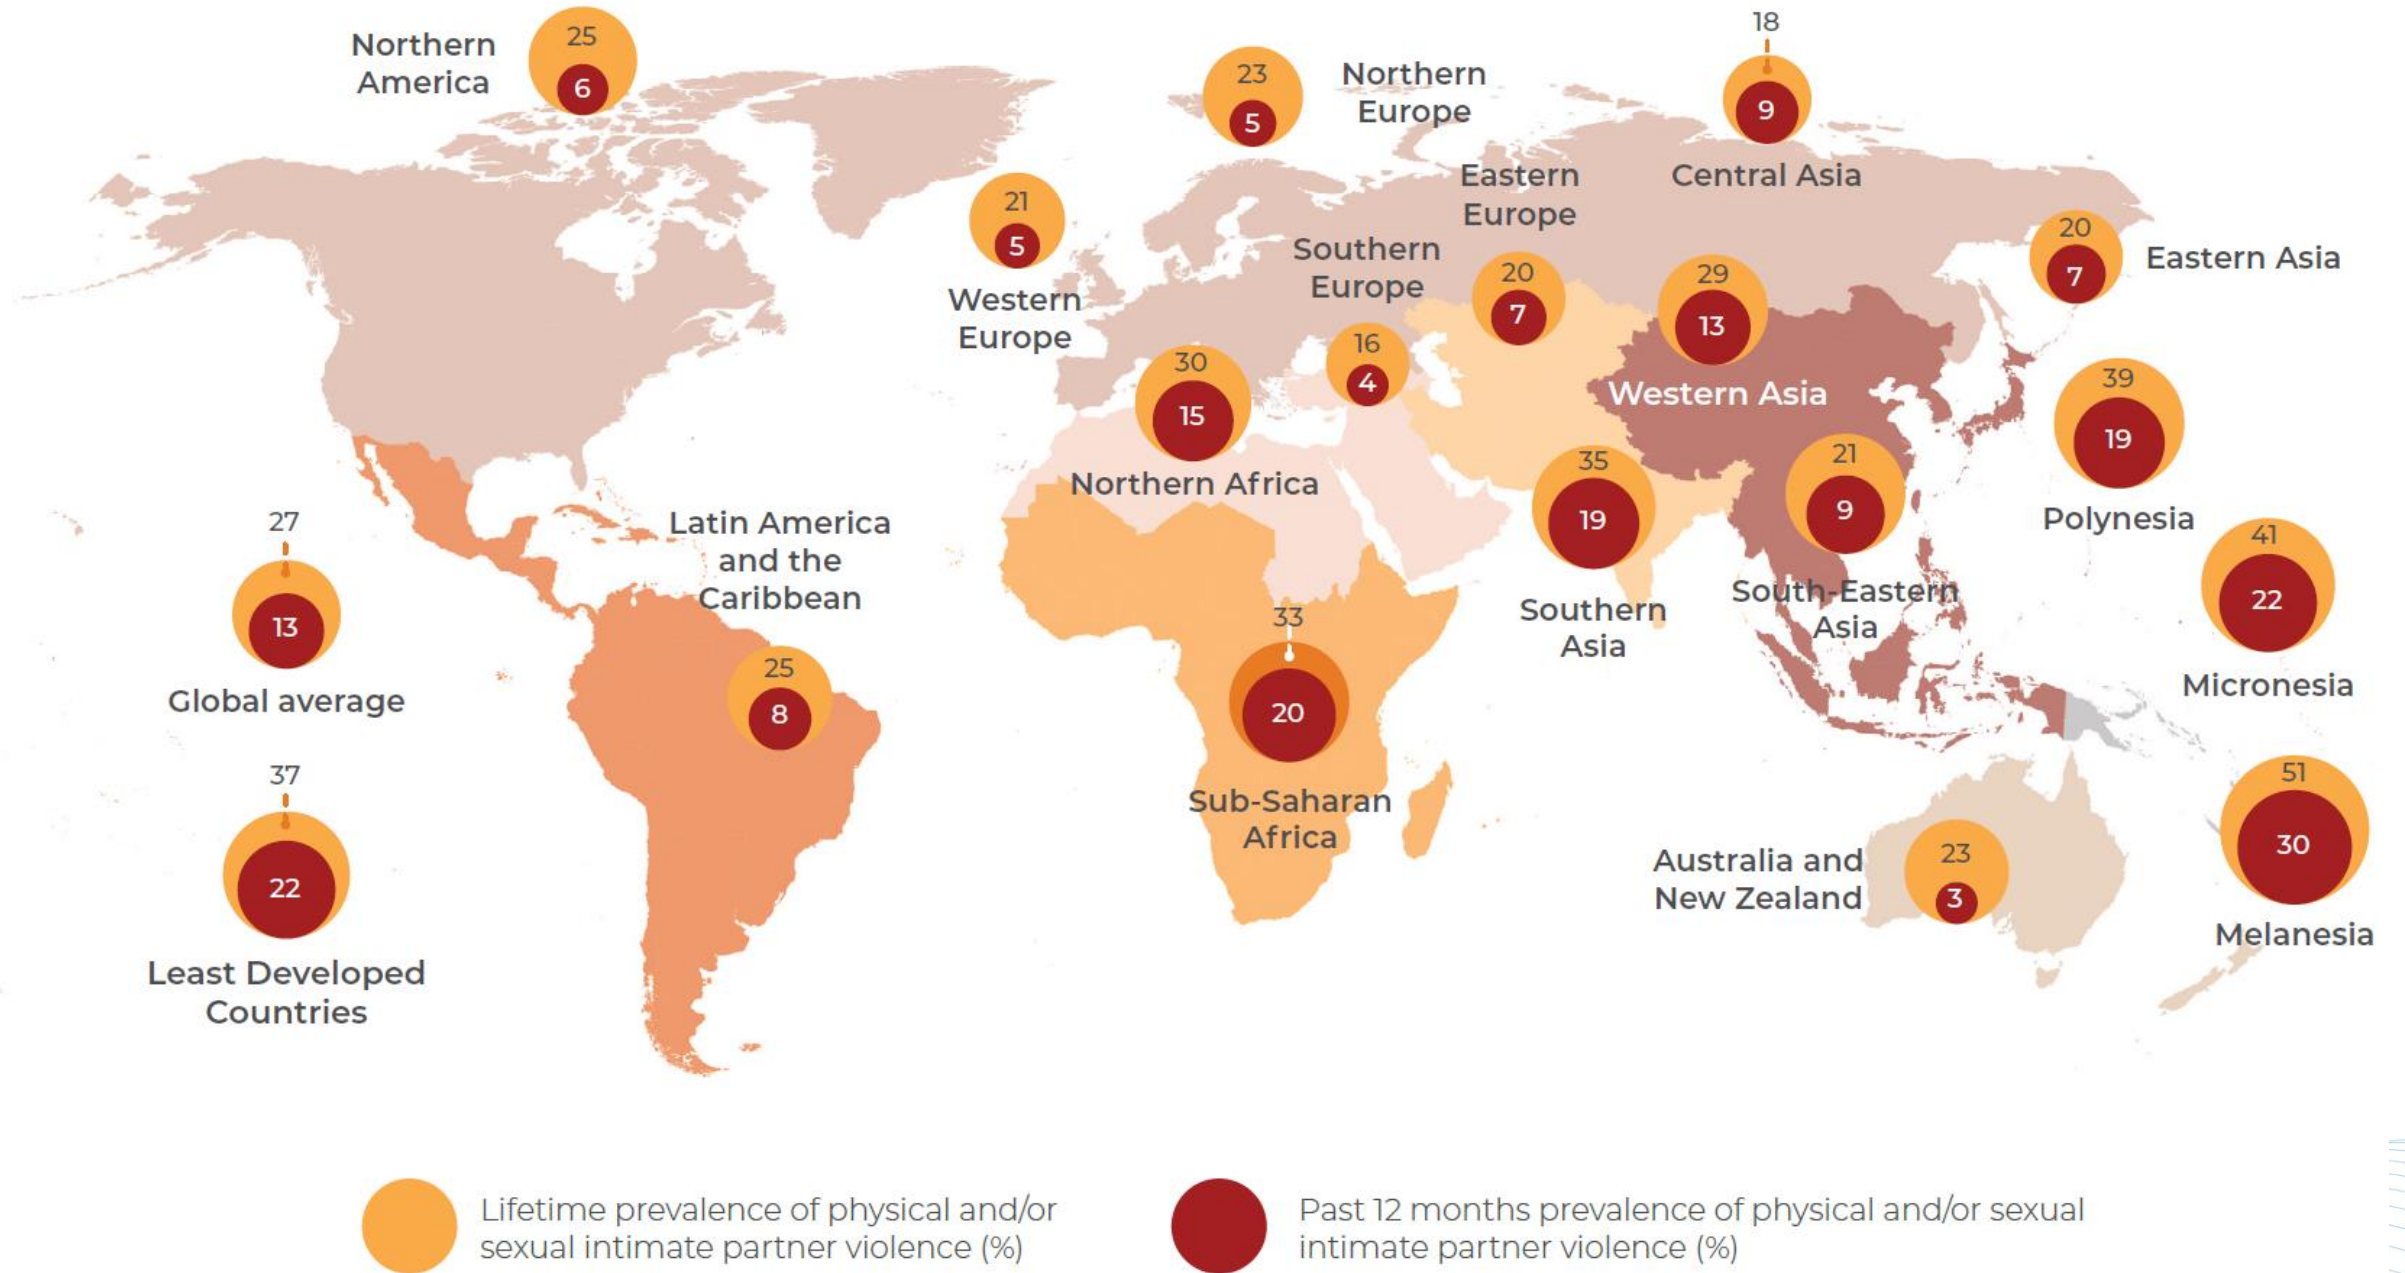 Northern
America
25
6
23
5
Northern
Europe
18
9
Central Asia
21
5
Western
Europe
Eastern
Europe
20
7
Southern
Europe
16
4
29
13
Western Asia
20
7
Eastern Asia
30
15
Northern Africa
39
19
Polynesia
35
19
Southern
Asia
21
9
South-Eastern
Asia
41
22
Micronesia
27
13
Global average
Latin America
and the
Caribbean
25
8
33
20
Sub-Saharan
Africa
37
22
Least Developed
Countries
Australia and
New Zealand
23
3
51
30
Melanesia
Lifetime prevalence of physical and/or
sexual intimate partner violence (%)
Past 12 months prevalence of physical and/or sexual
intimate partner violence (%)